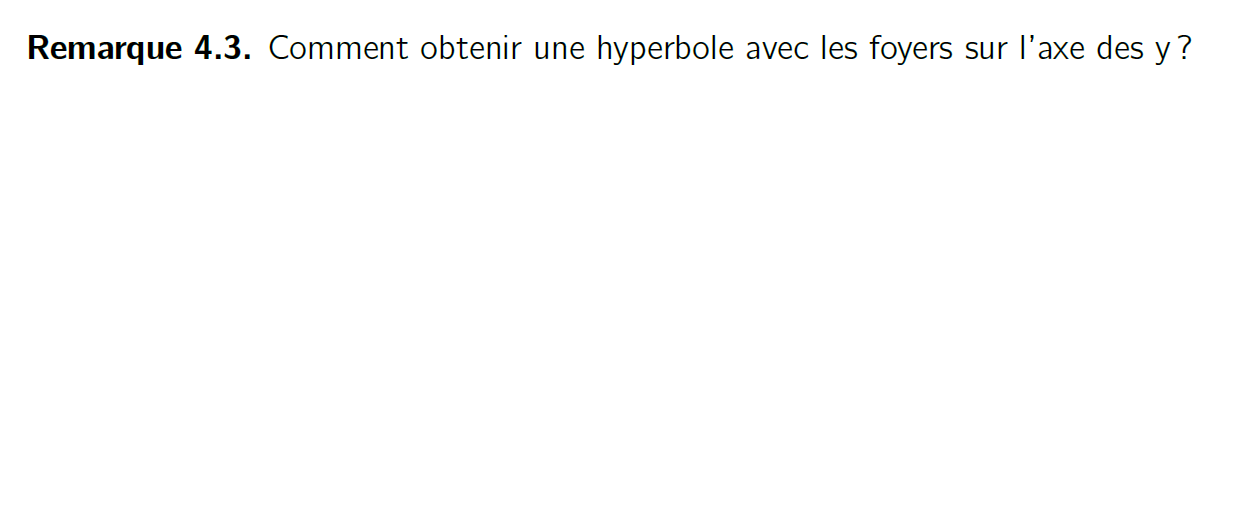 Remarque 4.3. Comment obtenir une hyperbole avec les foyers sur l'axe des y ?